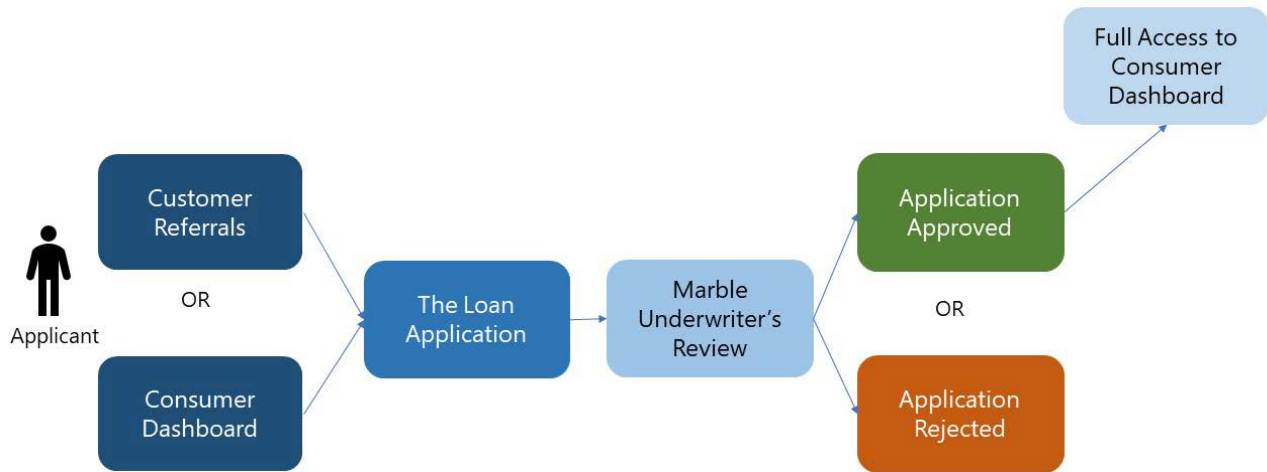 Full Access to
Consumer
Dashboard
Customer
Referrals
Application
Approved
OR
Applicant
The Loan
Application
Marble
Underwriter's
Review
OR
Consumer
Dashboard
Application
Rejected